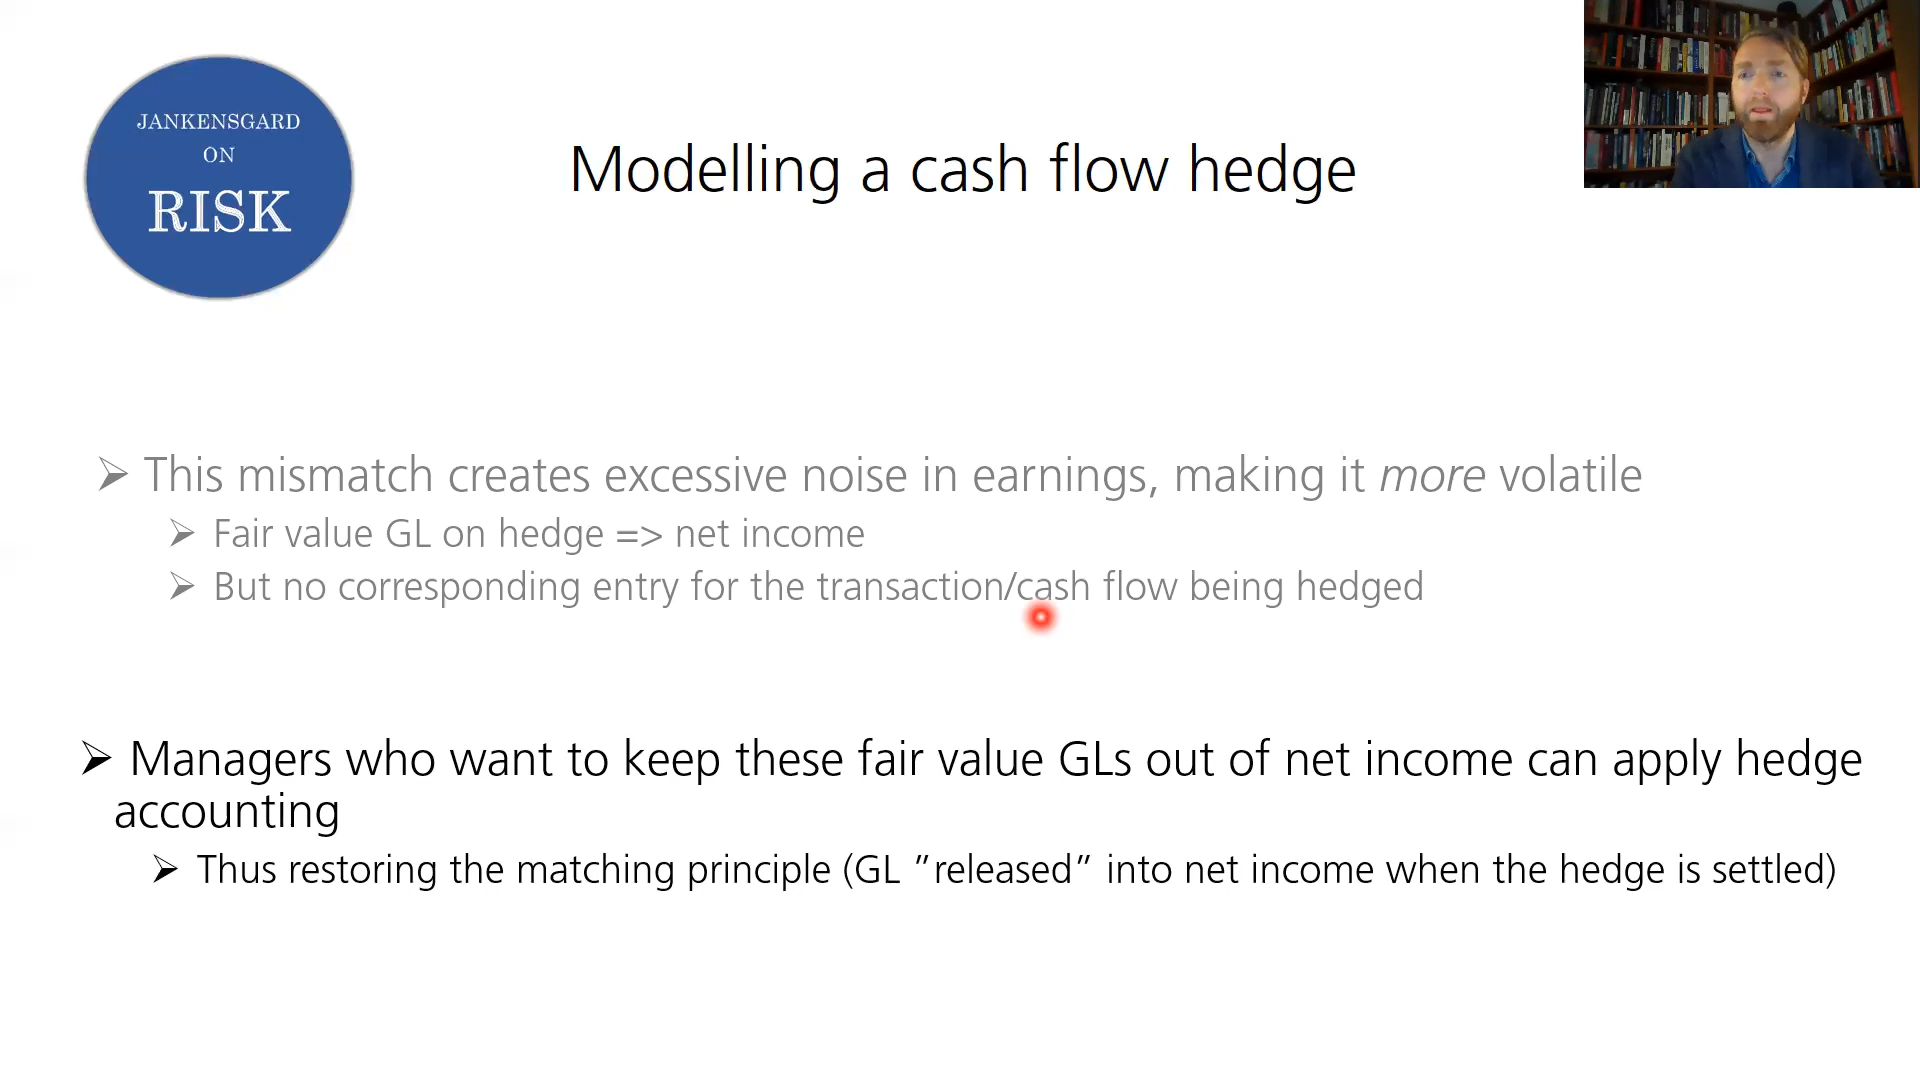 JANKENSGARD
ON
RISK
Modelling a cash flow hedge
➢ This mismatch creates excessive noise in earnings, making it more volatile
➢ Fair value GL on hedge => net income
➢ But no corresponding entry for the transaction/cash flow being hedged
➢ Managers who want to keep these fair value GLs out of net income can apply hedge
accounting
➢ Thus restoring the matching principle (GL ”released” into net income when the hedge is settled)